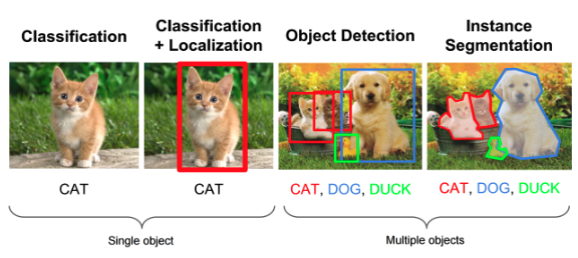 Classification
Classification
+ Localization
Object Detection
Instance
Segmentation
CAT
CAT
CAT, DOG, DUCK
CAT, DOG, DUCK
Single object
Multiple objects